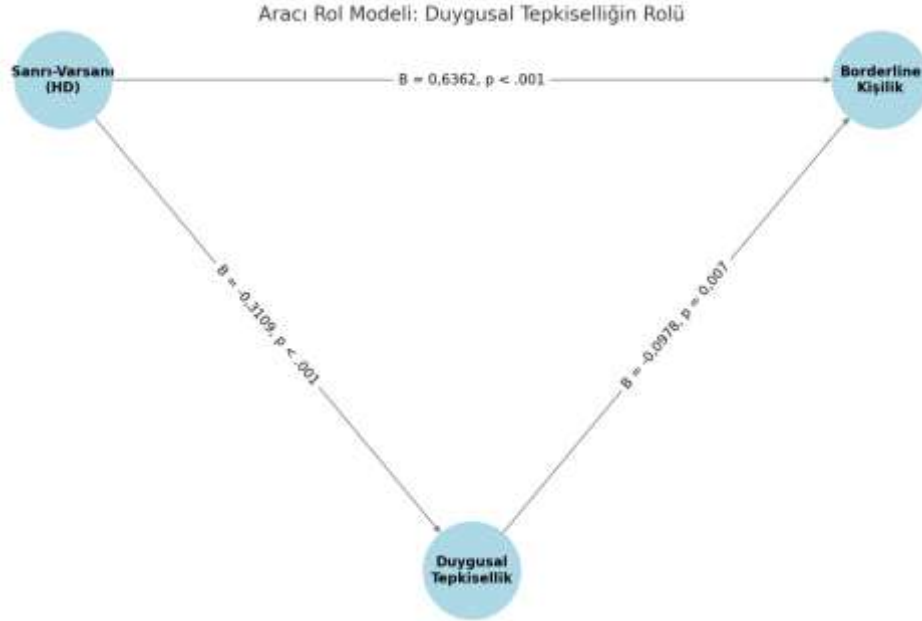 Aracı Rol Modeli: Duygusal Tepkiselliğin Rolü
Sanrı-Varsanı
(HD)
B = 0,6362, p < .001
Borderline
Kişilik
B = -0,3109, p < .001
B = -0,0978, p = 0,007
Duygusal
Tepkisellik